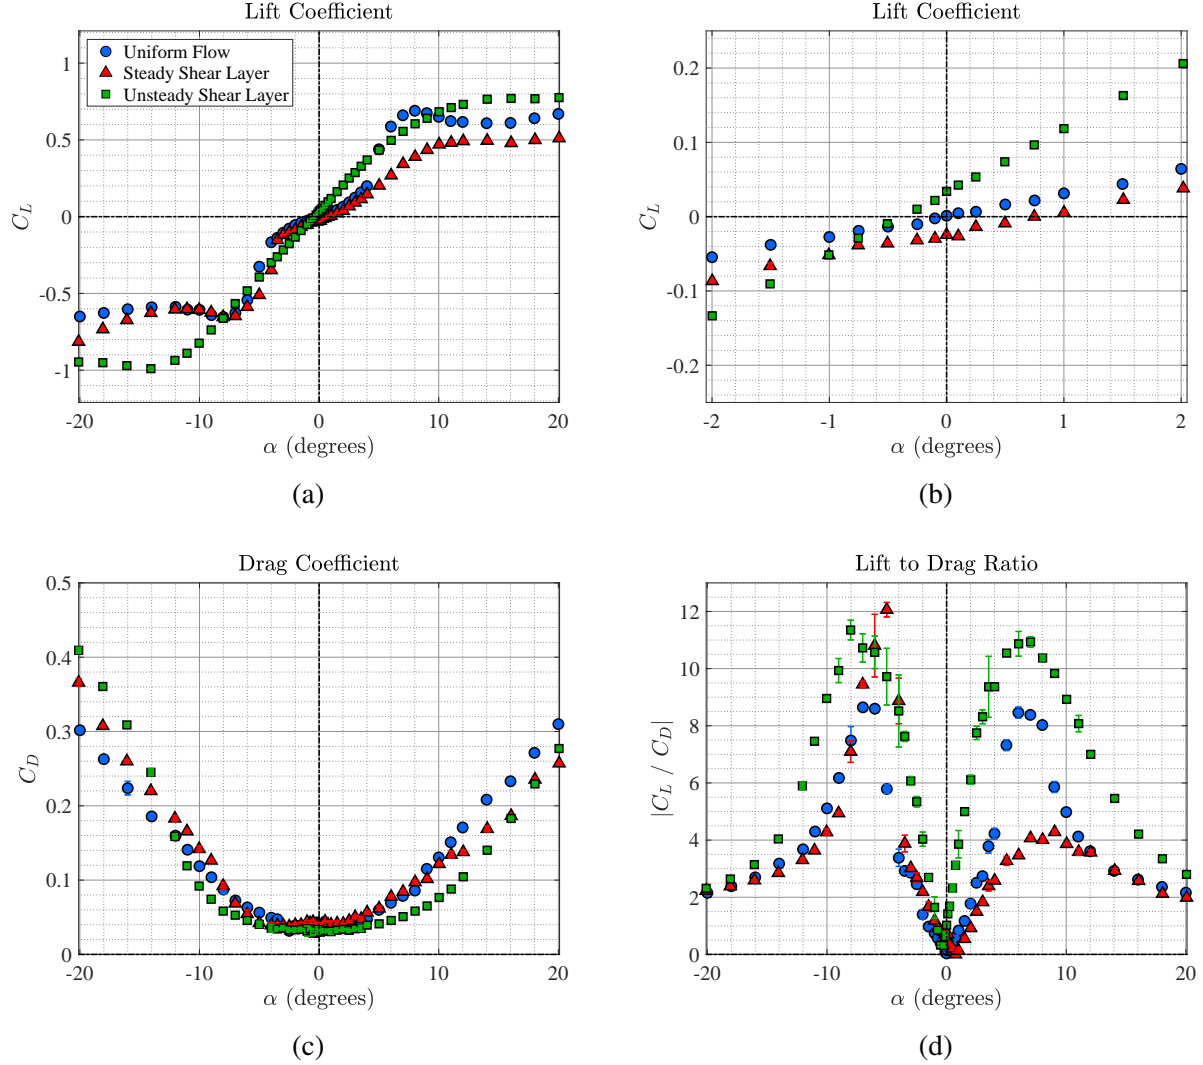 Lift Coefficient
1
0.5
0
-0.5
-1
C_L
Uniform Flow
Steady Shear Layer
Unsteady Shear Layer
-20 -10 0 10 20
α (degrees)
(a)
Lift Coefficient
0.2
0.1
0
-0.1
-0.2
C_L
-2 -1 0 1 2
α (degrees)
(b)
Drag Coefficient
0.5
0.4
0.3
0.2
0.1
0
C_D
-20 -10 0 10 20
α (degrees)
(c)
Lift to Drag Ratio
12
10
8
6
4
2
0
|C_L / C_D|
-20 -10 0 10 20
α (degrees)
(d)